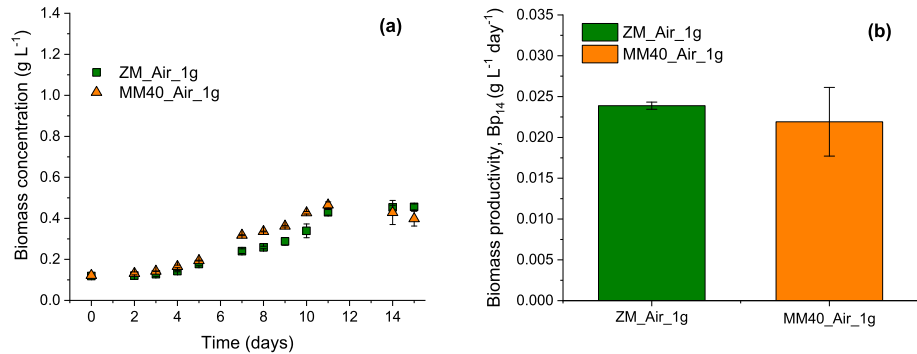 (a)
Biomass concentration (g L⁻¹)
1.4
1.2
1.0
0.8
0.6
0.4
0.2
0.0
ZM_Air_1g
MM40_Air_1g
0 2 4 6 8 10 12 14
Time (days)
(b)
Biomass productivity, Bp₁₄ (g L⁻¹ day⁻¹)
0.035
0.030
0.025
0.020
0.015
0.010
0.005
0.000
ZM_Air_1g
MM40_Air_1g
ZM_Air_1g MM40_Air_1g